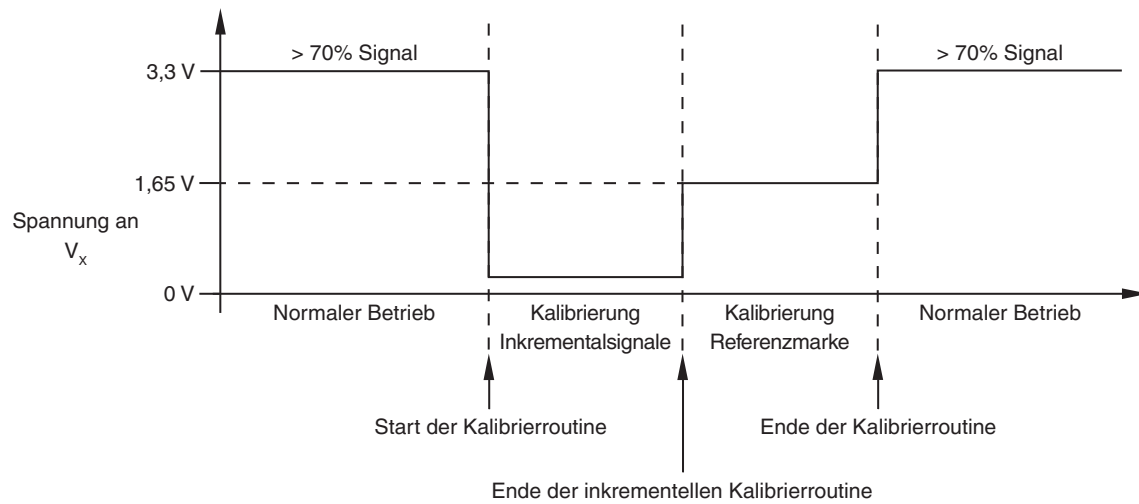 > 70% Signal
> 70% Signal
3,3 V
1,65 V
Spannung an
Vx
0 V
Normaler Betrieb
Kalibrierung
Inkrementalsignale
Kalibrierung
Referenzmarke
Normaler Betrieb
Start der Kalibrierroutine
Ende der Kalibrierroutine
Ende der inkrementellen Kalibrierroutine